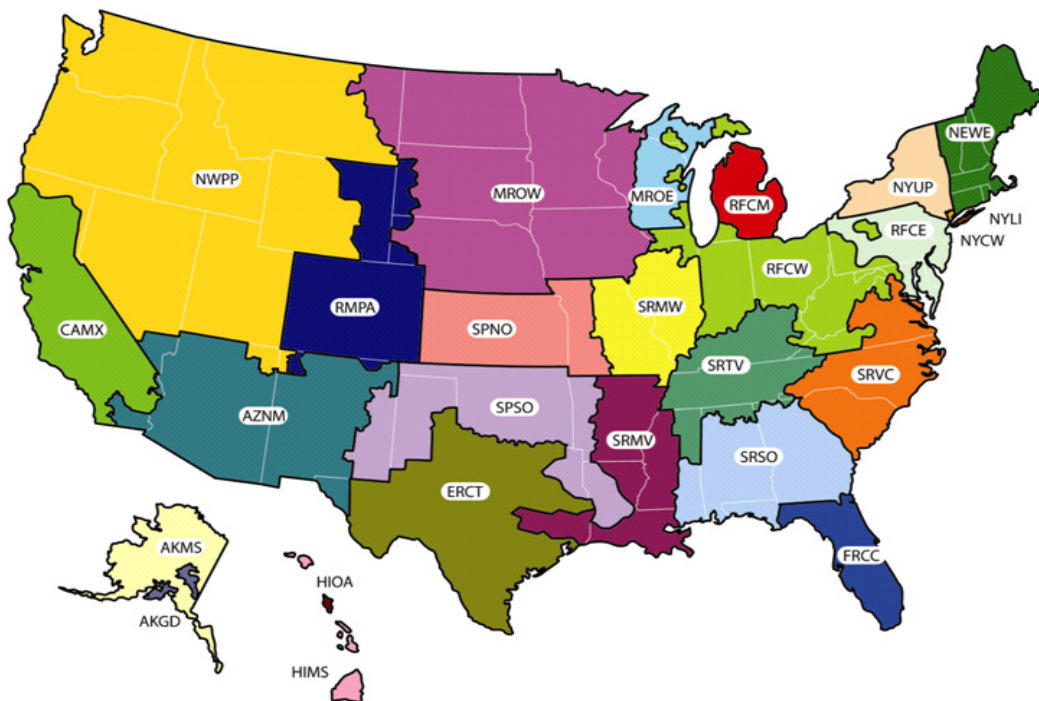 NEWE
NWPP
NYUP
MROW
MROE
RFCM
NYLI
RFCE
NYCW
RFCW
RMPA
SRMW
CAMX
SPNO
SRTV
SRVC
AZNM
SPSO
SRMV
SRSO
ERCT
AKMS
FRCC
HIOA
AKGD
HIMS